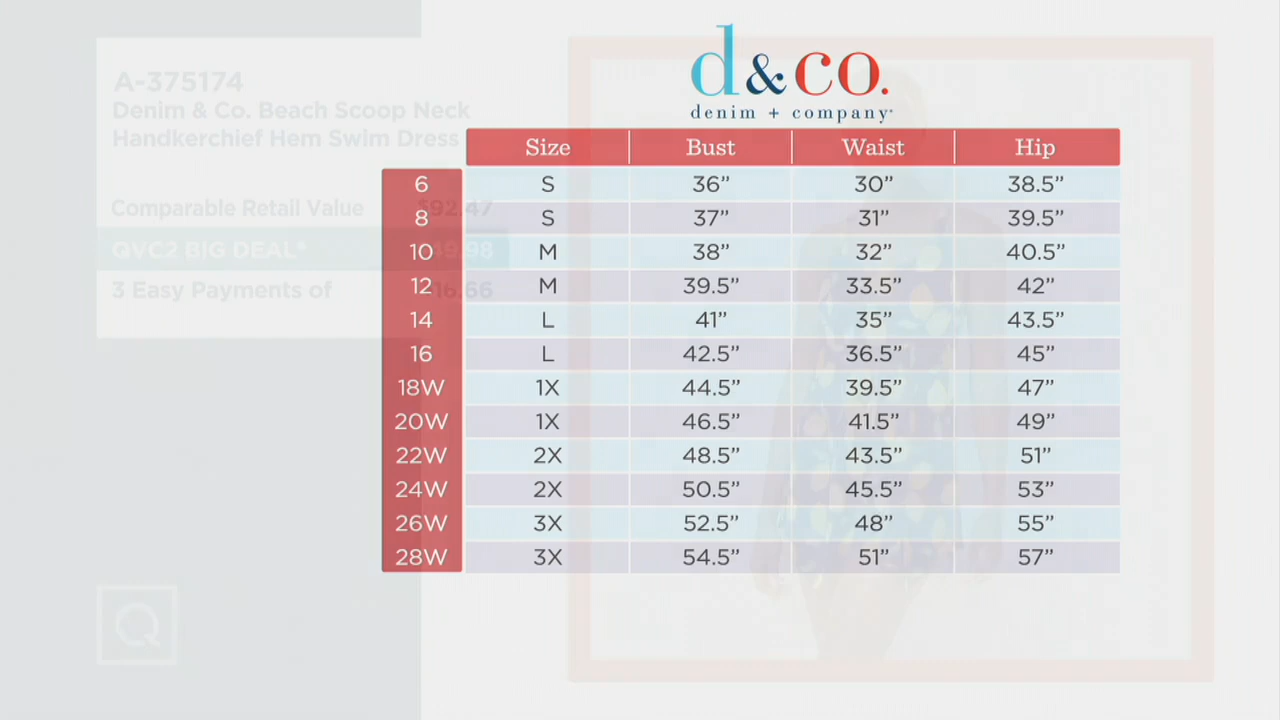 d&co.
denim + company
A-375174
Denim & Co. Beach Scoop Neck
Handkerchief Hem Swim Dress
Comparable Retail Value $92.47
QVC2 BIG DEAL* 49.98
3 Easy Payments of 16.66
Size Bust Waist Hip
6 S 36” 30” 38.5”
8 S 37” 31” 39.5”
10 M 38” 32” 40.5”
12 M 39.5” 33.5” 42”
14 L 41” 35” 43.5”
16 L 42.5” 36.5” 45”
18W 1X 44.5” 39.5” 47”
20W 1X 46.5” 41.5” 49”
22W 2X 48.5” 43.5” 51”
24W 2X 50.5” 45.5” 53”
26W 3X 52.5” 48” 55”
28W 3X 54.5” 51” 57”
Q